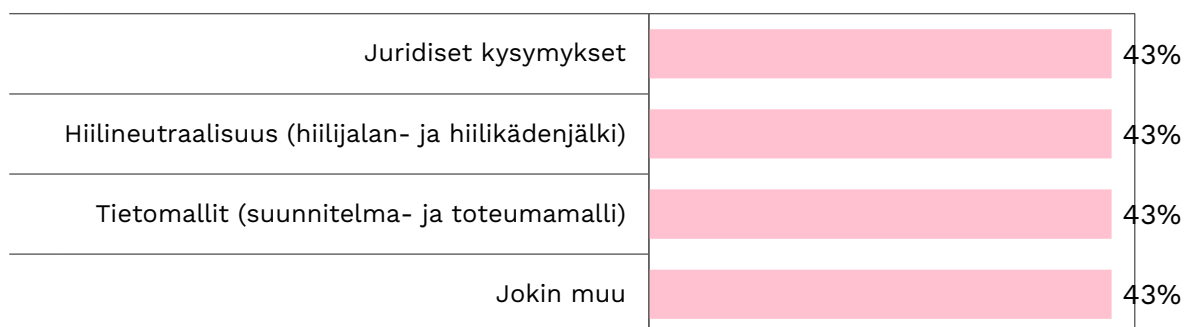 Juridiset kysymykset 43%
Hiilineutraalisuus (hiilijalan- ja hiilikädenjälki) 43%
Tietomallit (suunnitelma- ja toteumamalli) 43%
Jokin muu 43%